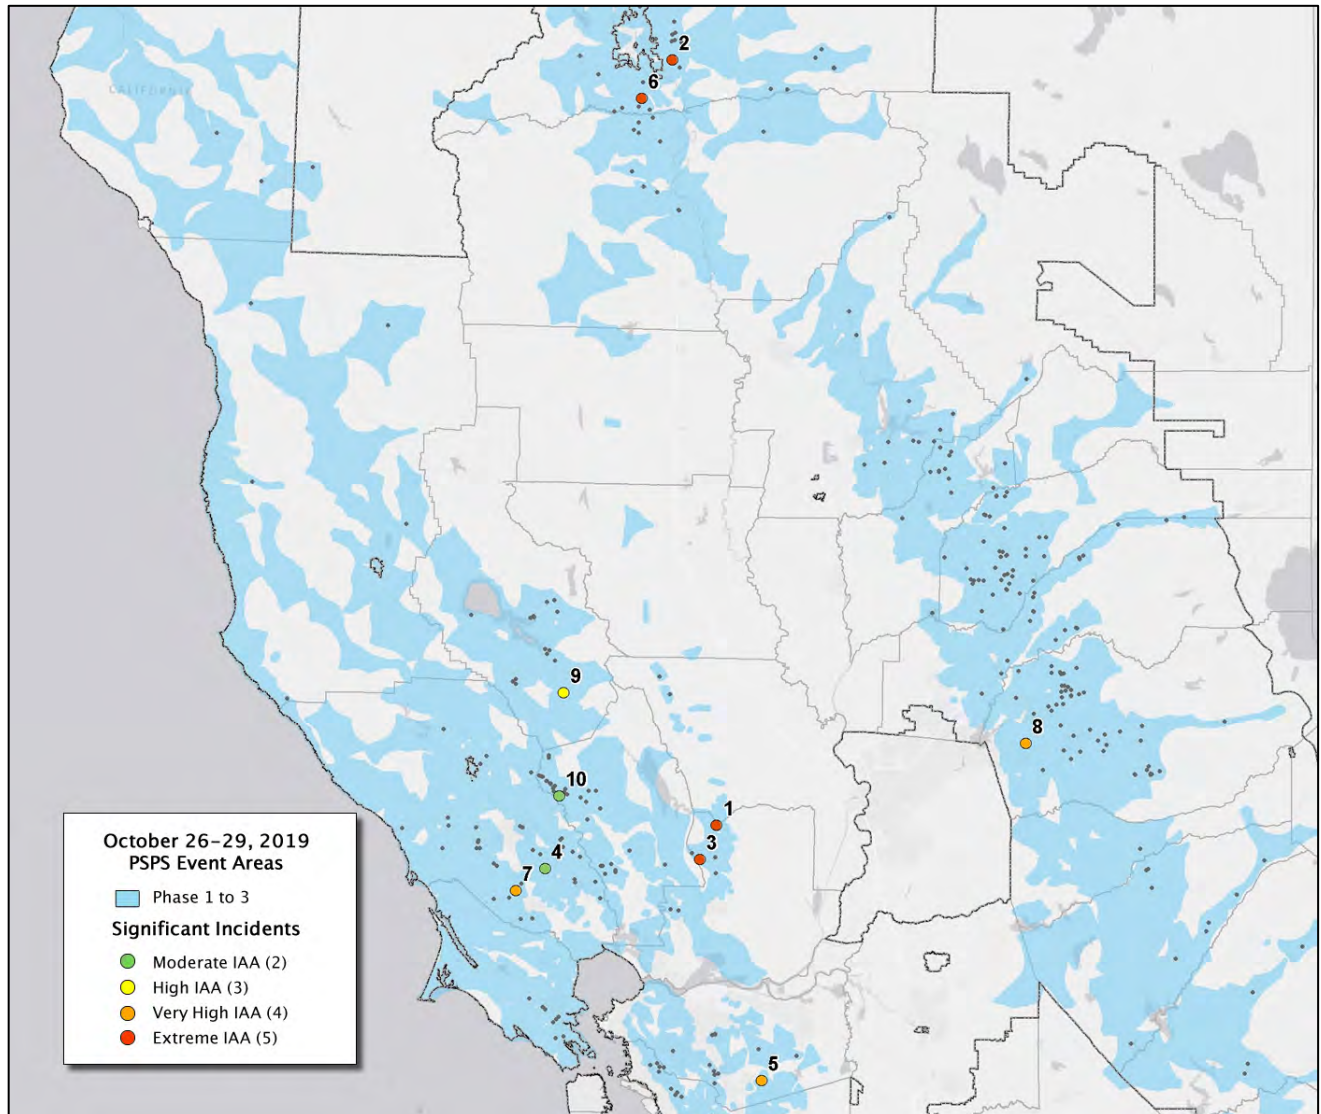 2
6
CALIFORNIA
9
8
10
1
3
4
7
5
October 26-29, 2019
PSPS Event Areas
Phase 1 to 3
Significant Incidents
Moderate IAA (2)
High IAA (3)
Very High IAA (4)
Extreme IAA (5)